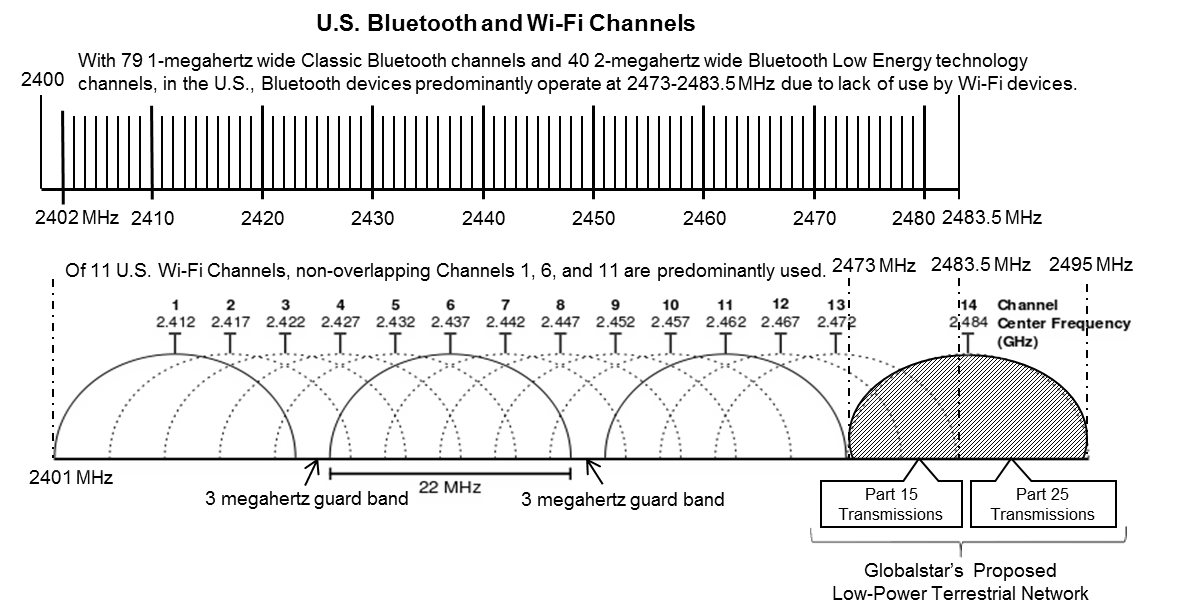 U.S. Bluetooth and Wi-Fi Channels
With 79 1-megahertz wide Classic Bluetooth channels and 40 2-megahertz wide Bluetooth Low Energy technology
2400
channels, in the U.S., Bluetooth devices predominantly operate at 2473-2483.5 MHz due to lack of use by Wi-Fi devices.
2402 MHz 2410 2420 2430 2440 2450 2460 2470 2480 2483.5 MHz
Of 11 U.S. Wi-Fi Channels, non-overlapping Channels 1, 6, and 11 are predominantly used. 2473 MHz 2483.5 MHz 2495 MHz
1 2 3 4 5 6 7 8 9 10 11 12 13 14 Channel
2.412 2.417 2.422 2.427 2.432 2.437 2.442 2.447 2.452 2.457 2.462 2.467 2.472 2.484 Center Frequency
(GHz)
2401 MHz
22 MHz
3 megahertz guard band 3 megahertz guard band
Part 15
Transmissions
Part 25
Transmissions
Globalstar's Proposed
Low-Power Terrestrial Network